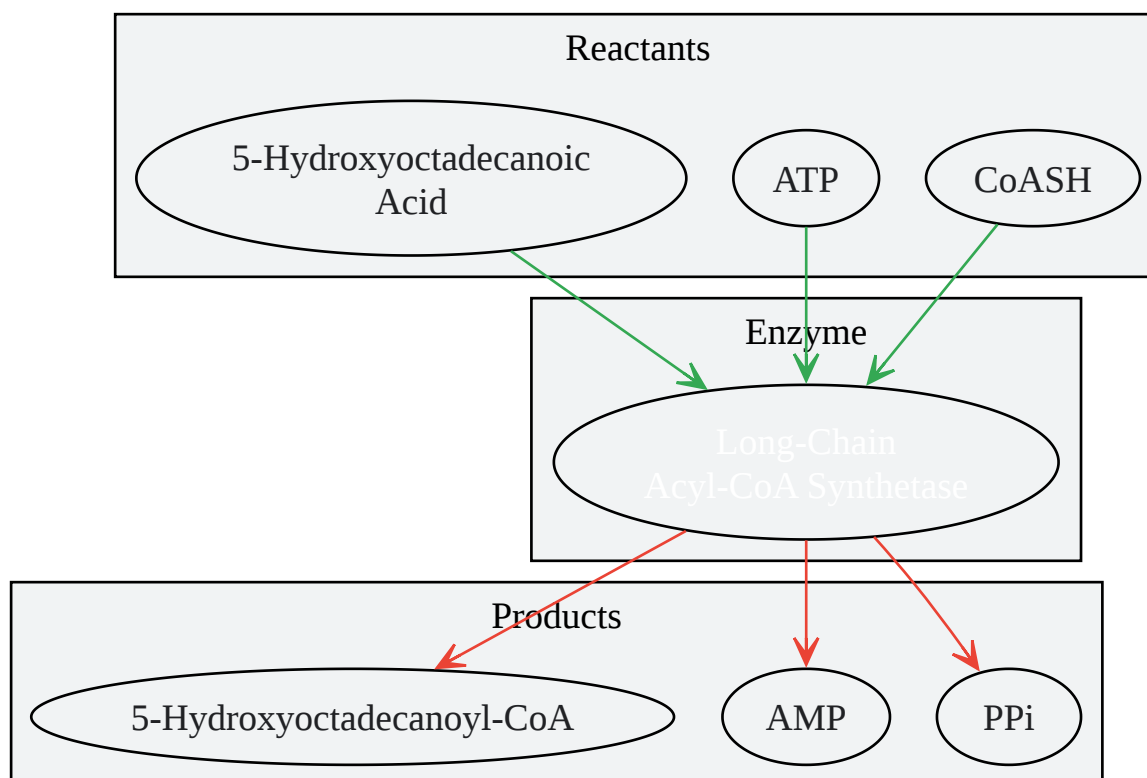 Reactants
5-Hydroxyoctadecanoic
Acid
ATP
CoASH
Enzyme
Long-Chain
Acyl-CoA Synthetase
Products
5-Hydroxyoctadecanoyl-CoA
AMP
PPi